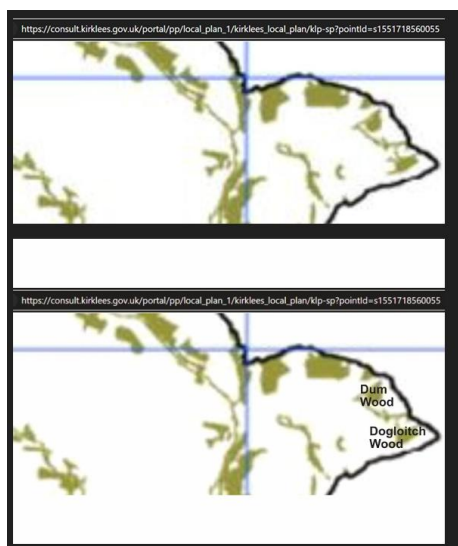 https://consult.kirklees.gov.uk/portal/pp/local_plan_1/kirklees_local_plan/klp-sp?pointId=s1551718560055
https://consult.kirklees.gov.uk/portal/pp/local_plan_1/kirklees_local_plan/klp-sp?pointId=s1551718560055
Dum
Wood
Dogloitch
Wood